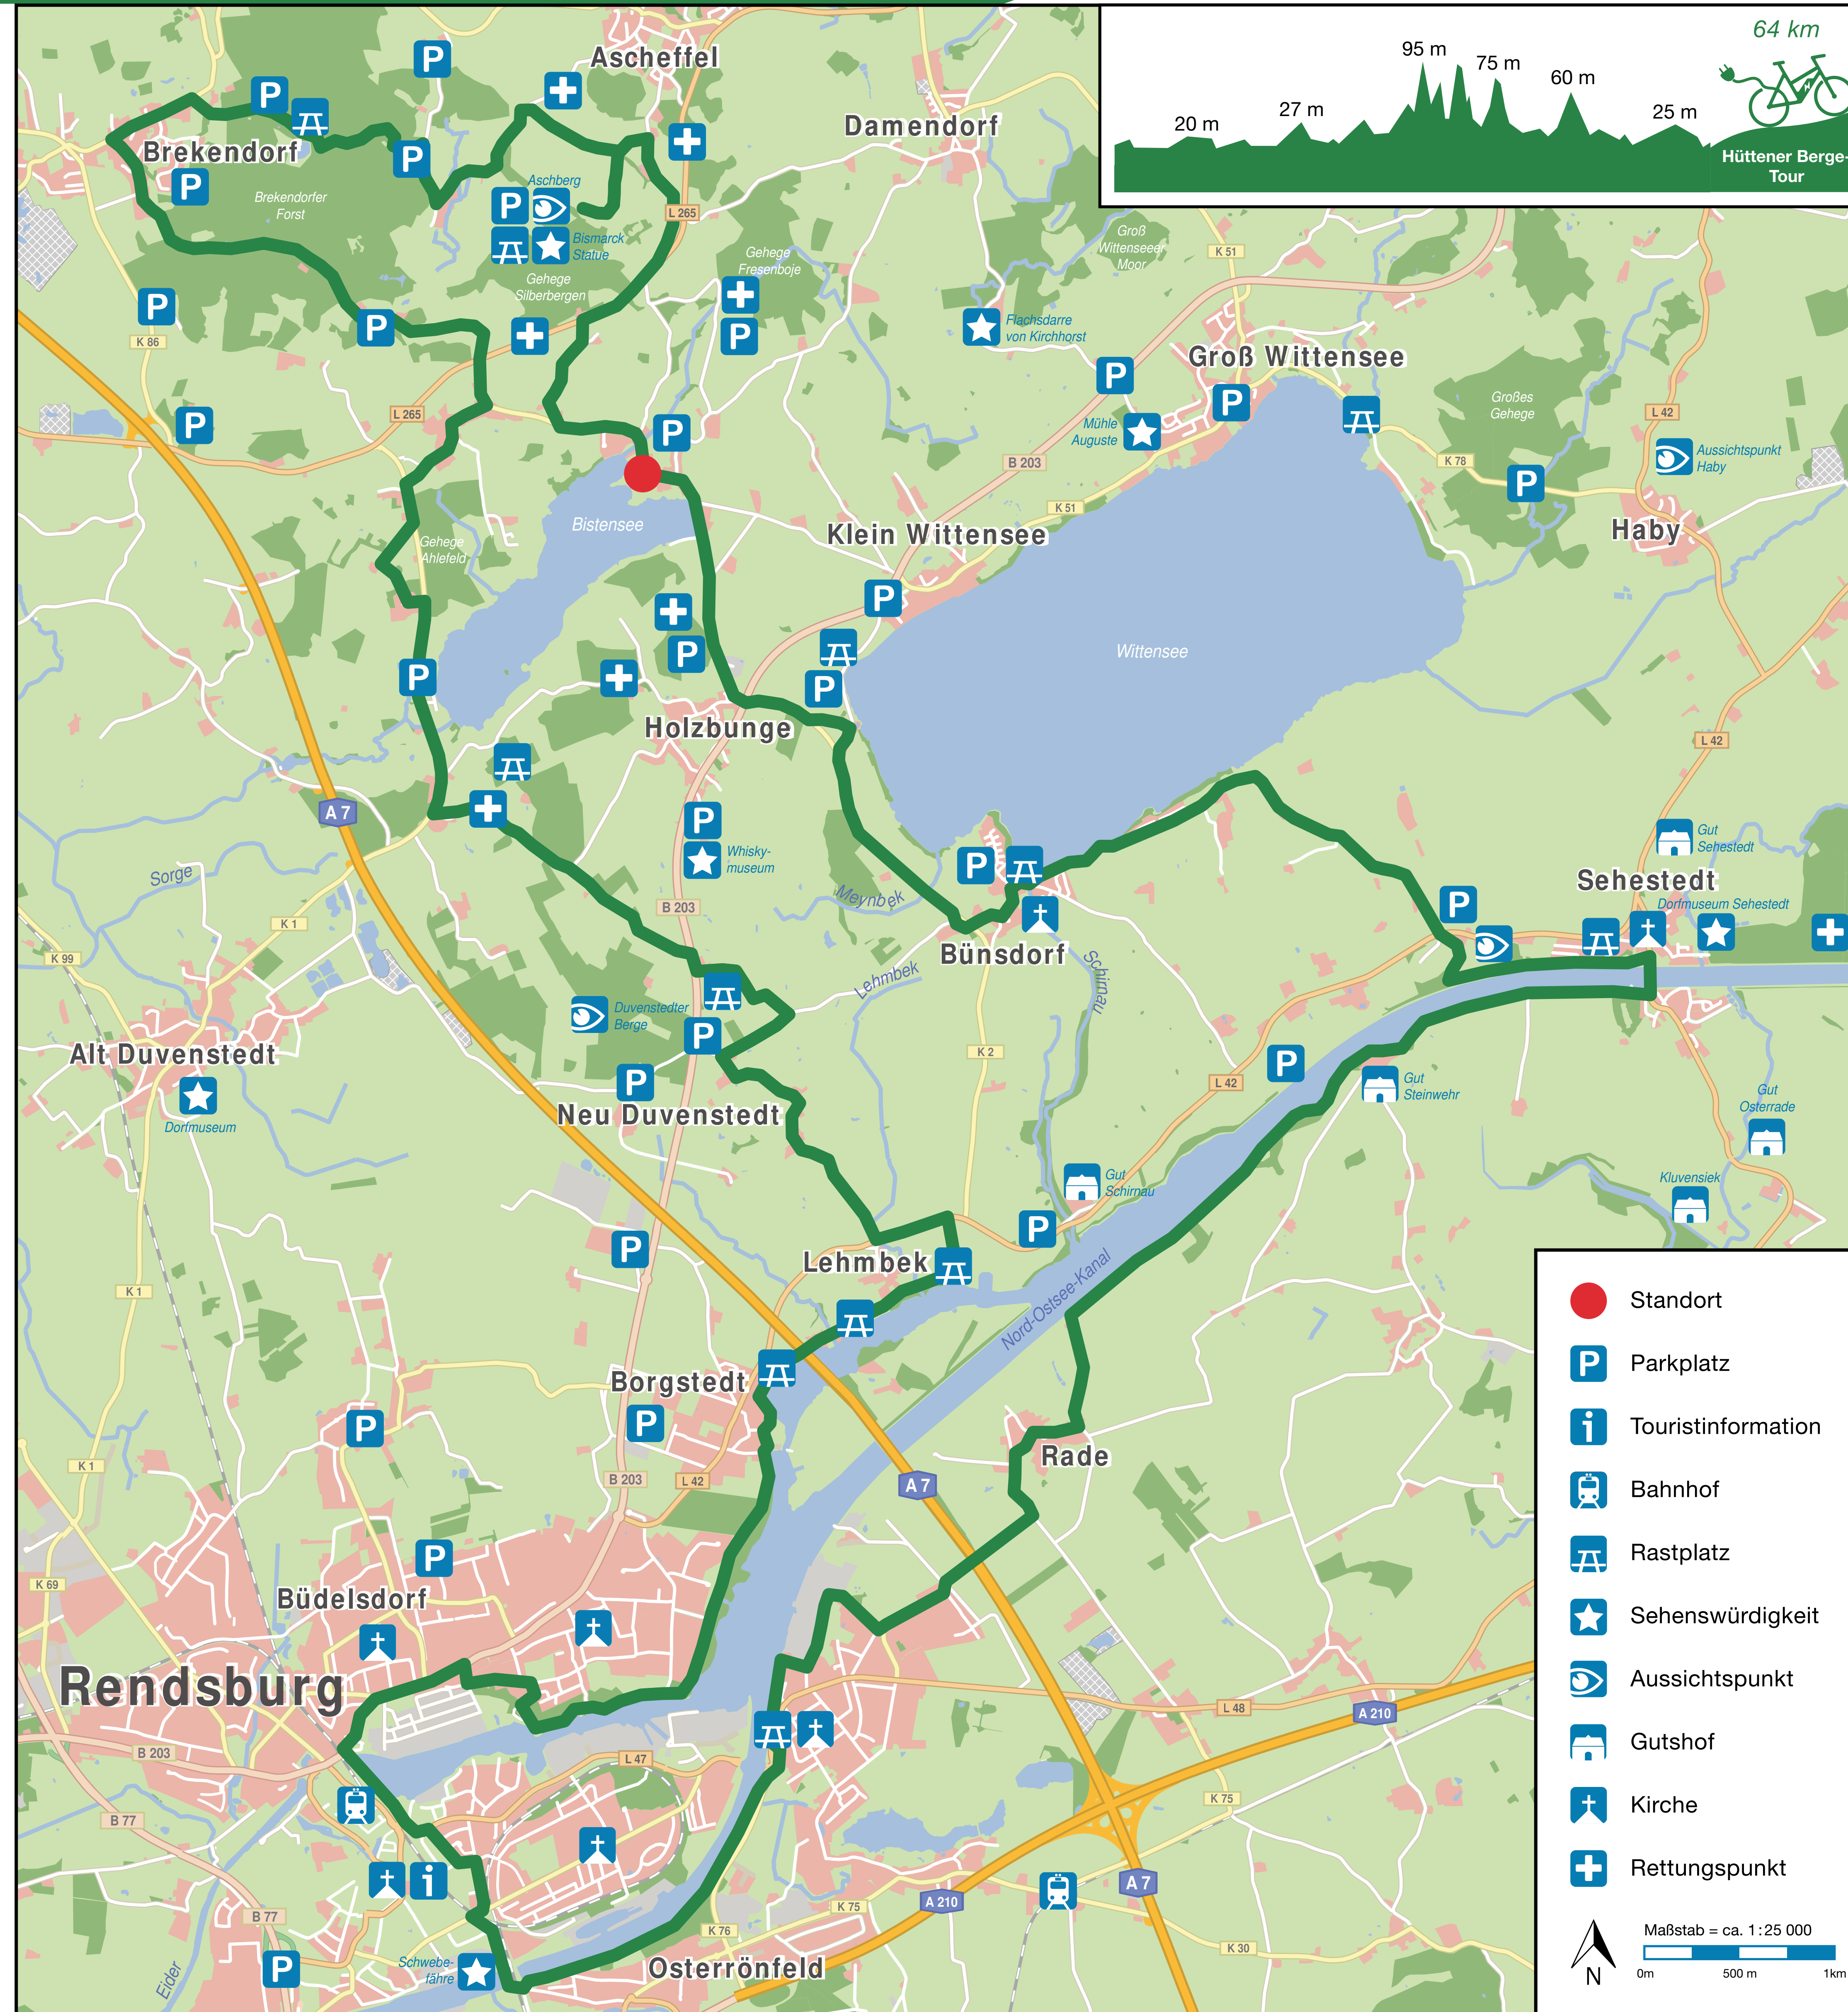 Ascheffel
Damendorf
Brekendorf
Brekendorfer
Forst
Aschberg
Bismarck
Statue
Gehege
Silberbergen
L 265
Gehege
Fresenboje
Groß
Wittenseeer
Moor
K 51
64 km
95 m
75 m
60 m
27 m
20 m
25 m
Hüttener Berge-
Tour
K 86
Flachsdarre
von Kirchhorst
Groß Wittensee
Großes
Gehege
L 265
L 42
Mühle
Auguste
B 203
K 78
Aussichtspunkt
Haby
K 51
Haby
Bistensee
Klein Wittensee
Gehege
Ahlefeld
Wittensee
Holzbunge
L 42
A 7
Whisky-
museum
Gut
Sehestedt
Sorge
Sehestedt
Meynbek
Dorfmuseum Sehestedt
B 203
K 1
K 99
Bünsdorf
Lehmbek
Schirnau
Duvenstedter
Berge
Alt Duvenstedt
K 2
L 42
Gut
Steinwehr
Gut
Osterrade
Neu Duvenstedt
Dorfmuseum
Gut
Schirnau
Kluvensiek
Lehmbek
Nord-Ostsee-Kanal
K 1
Borgstedt
Rade
K 1
B 203
L 42
A 7
K 69
Büdelsdorf
Rendsburg
L 48
A 210
B 203
L 47
K 75
B 77
A 7
A 210
K 75
B 77
K 76
K 30
Schwebe-
fähre
Osterrönfeld
Eider
Standort
P Parkplatz
i Touristinformation
Bahnhof
Rastplatz
Sehenswürdigkeit
Aussichtspunkt
Gutshof
Kirche
Rettungspunkt
Maßstab = ca. 1:25 000
N
0m 500 m 1km